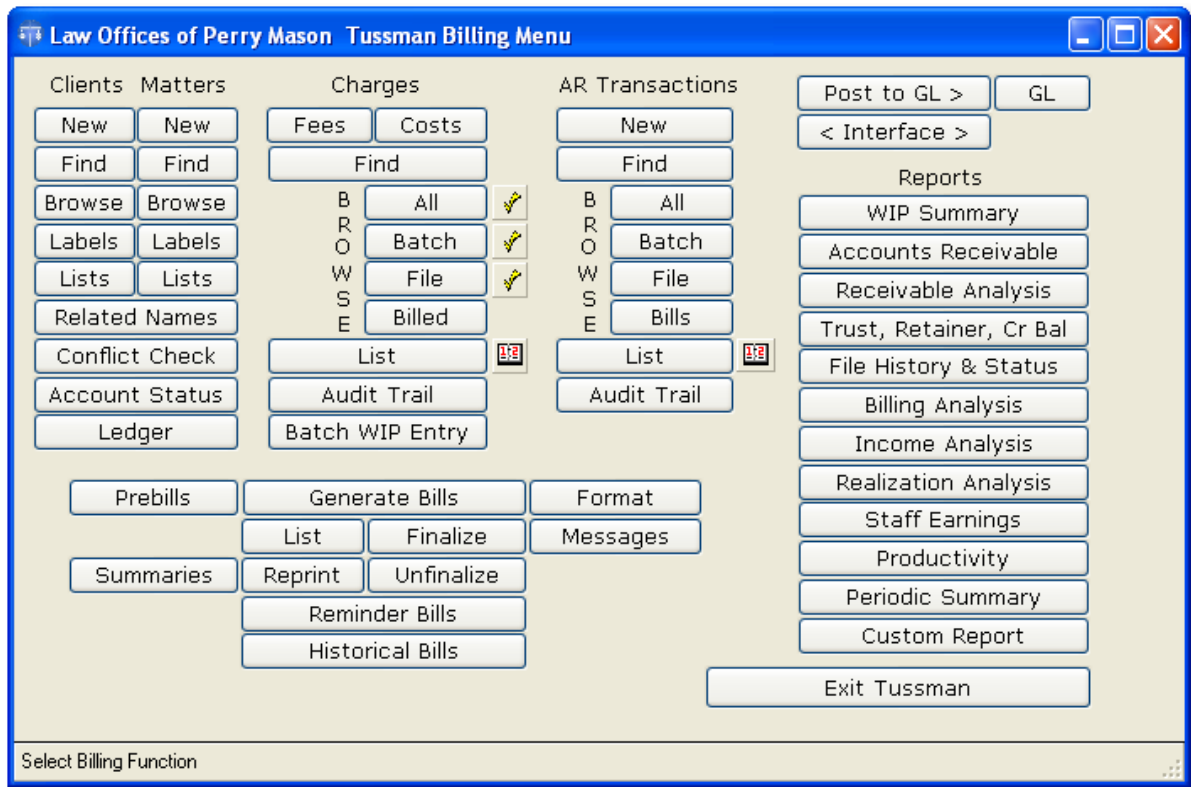 Law Offices of Perry Mason Tussman Billing Menu
Clients Matters Charges AR Transactions
Post to GL > GL
New New Fees Costs New
< Interface >
Find Find Find Find
Reports
Browse Browse BROWSE All BROWSE All
WIP Summary
Labels Labels Batch Batch
Accounts Receivable
Lists Lists File File
Receivable Analysis
Related Names Billed Bills
Trust, Retainer, Cr Bal
Conflict Check List List
File History & Status
Account Status Audit Trail Audit Trail
Billing Analysis
Ledger Batch WIP Entry
Income Analysis
Prebills Generate Bills Format
Realization Analysis
Staff Earnings
List Finalize Messages
Productivity
Summaries Reprint Unfinalize
Periodic Summary
Reminder Bills
Custom Report
Historical Bills
Exit Tussman
Select Billing Function